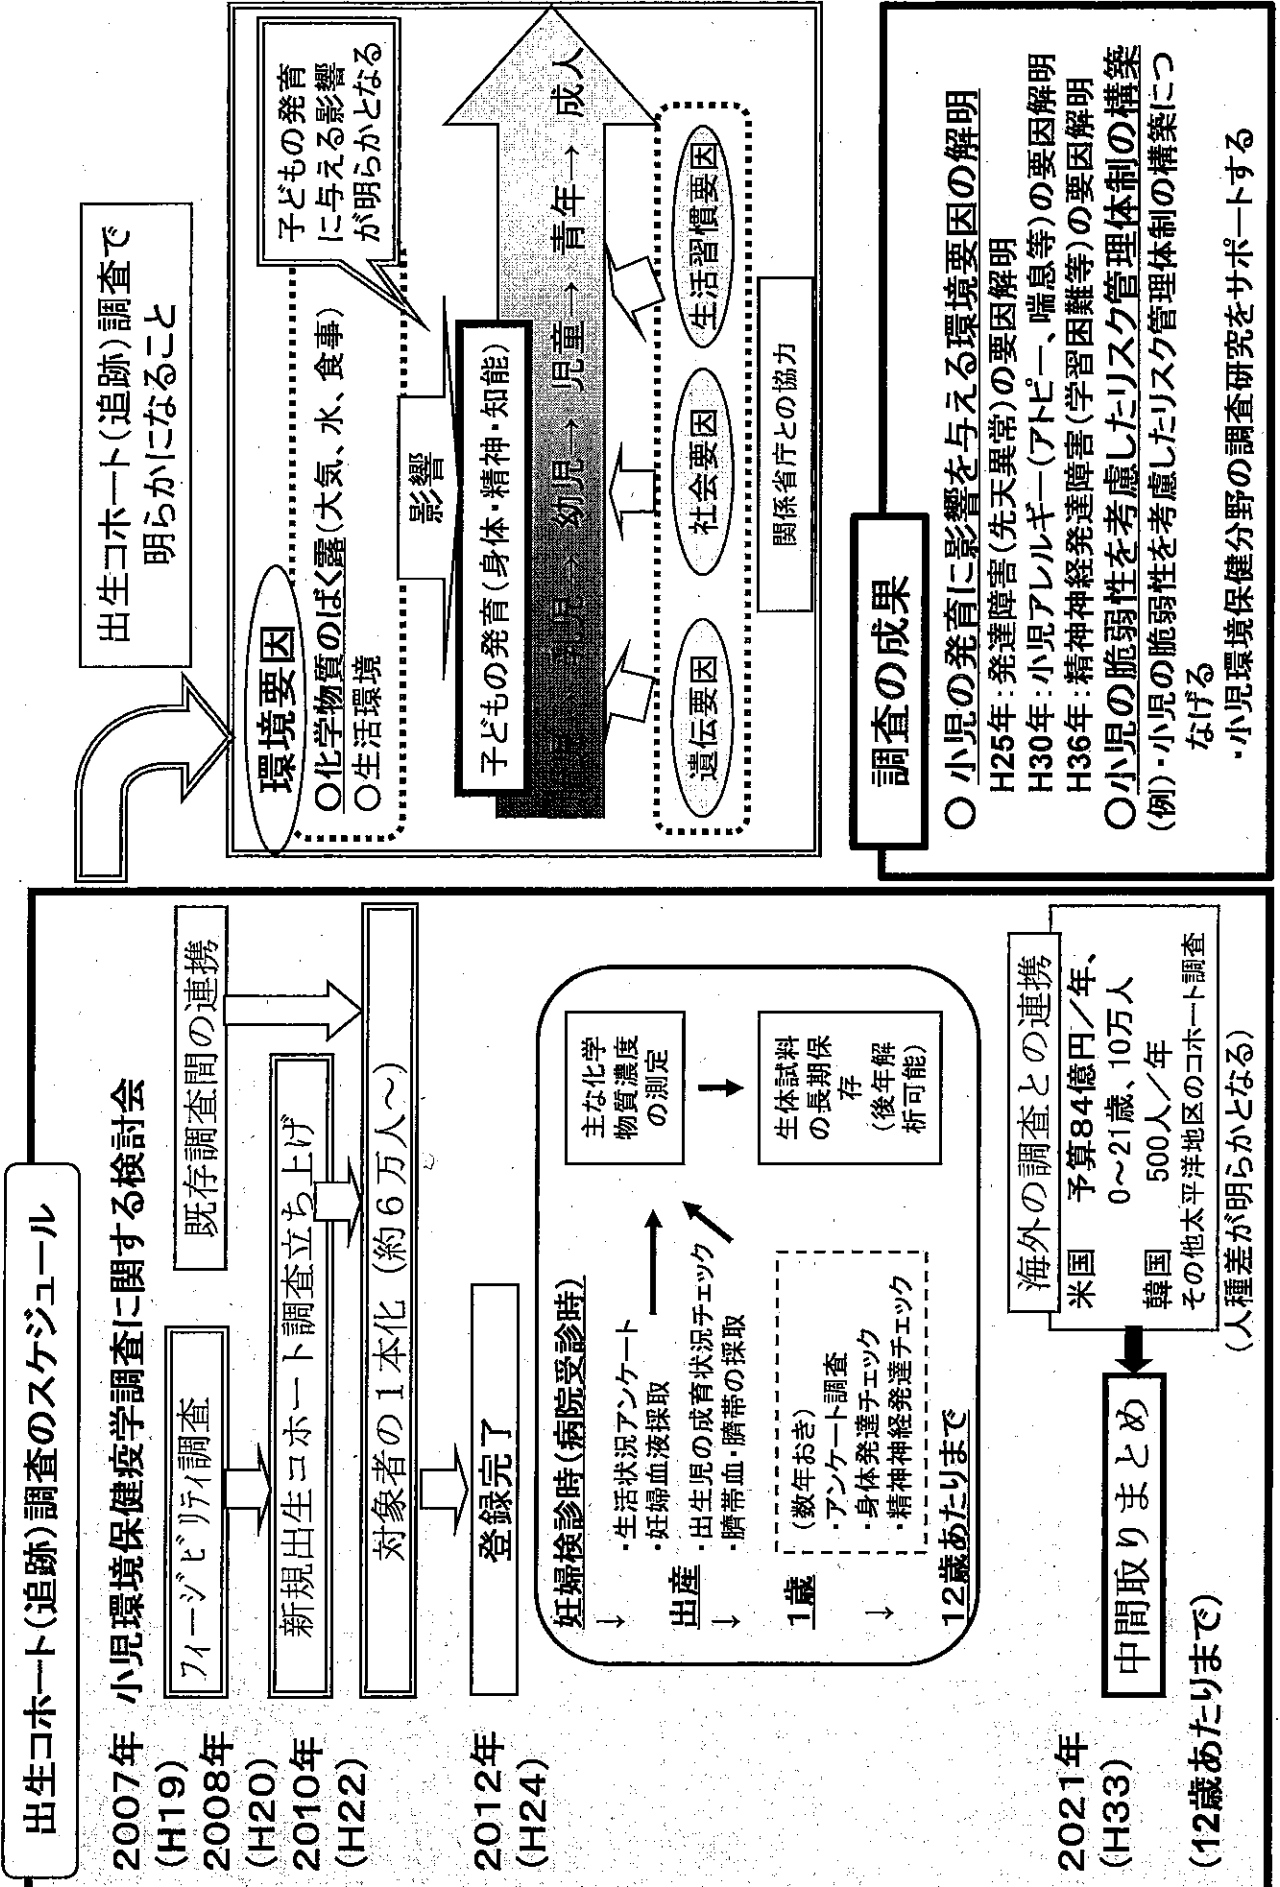 出生コホート(追跡)調査のスケジュール
2007年 小児環境保健疫学調査に関する検討会
(H19)
フィージビリティ調査
既存調査間の連携
2008年
(H20)
新規出生コホート調査立ち上げ
2010年
(H22)
対象者の1本化 (約6万人~)
2012年
(H24)
登録完了
妊婦検診時(病院受診時)
↓
・生活状況アンケート
・妊婦血液採取
出産
↓
・出生児の成育状況チェック
・臍帯血・臍帯の採取
主な化学
物質濃度
の測定
1歳
↓
(数年おき)
・アンケート調査
・身体発達チェック
・精神神経発達チェック
生体試料
の長期保
存
(後年解
析可能)
12歳あたりまで
2021年
(H33)
中間取りまとめ
(12歳あたりまで)
海外の調査との連携
米国 予算84億円/年、
0~21歳、10万人
韓国 500人/年
その他太平洋地区のコホート調査
(人種差が明らかとなる)
出生コホート(追跡)調査で
明らかになること
環境要因
〇化学物質のばく露(大気、水、食事)
〇生活環境
子どもの発育
に与える影響
が明らかとなる
影響
子どもの発育(身体・精神・知能)
乳児→ 幼児→ 児童→ 青年→ 成人
遺伝要因
社会要因
生活習慣要因
関係省庁との協力
調査の成果
〇 小児の発育に影響を与える環境要因の解明
H25年:発達障害(先天異常)の要因解明
H30年:小児アレルギー(アトピー、喘息等)の要因解明
H36年:精神神経発達障害(学習困難等)の要因解明
〇小児の脆弱性を考慮したリスク管理体制の構築
(例)・小児の脆弱性を考慮したリスク管理体制の構築につ
なげる
・小児環境保健分野の調査研究をサポートする